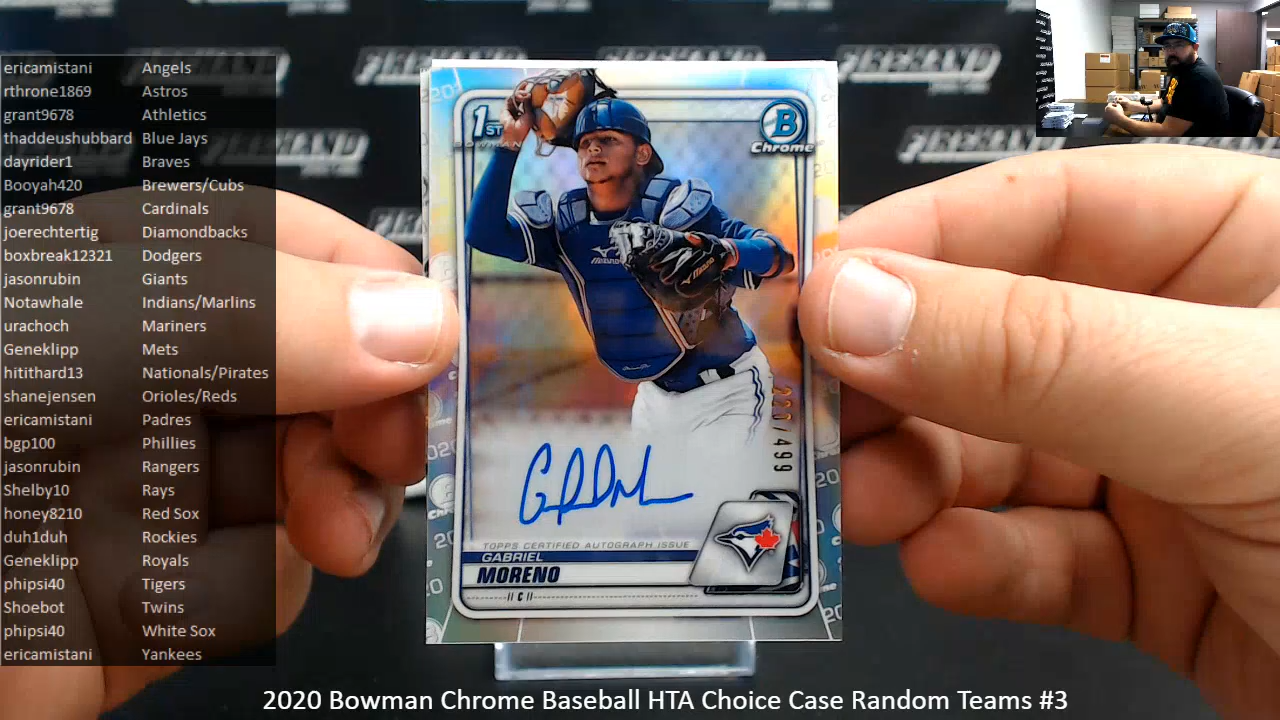 ericamistani Angels
rthrone1869 Astros
grant9678 Athletics
thaddeushubbard Blue Jays
dayrider1 Braves
Booyah420 Brewers/Cubs
grant9678 Cardinals
joerechtertig Diamondbacks
boxbreak12321 Dodgers
jasonrubin Giants
Notawhale Indians/Marlins
urachoch Mariners
Geneklipp Mets
hitithard13 Nationals/Pirates
shanejensen Orioles/Reds
ericamistani Padres
bgp100 Phillies
jasonrubin Rangers
Shelby10 Rays
honey8210 Red Sox
duh1duh Rockies
Geneklipp Royals
phipsi40 Tigers
Shoebot Twins
phipsi40 White Sox
ericamistani Yankees
FIREHAND
1ST
BOWMAN
B
Chrome
/499
TOPPS CERTIFIED AUTOGRAPH ISSUE
GABRIEL
MORENO
// C //
2020 Bowman Chrome Baseball HTA Choice Case Random Teams #3